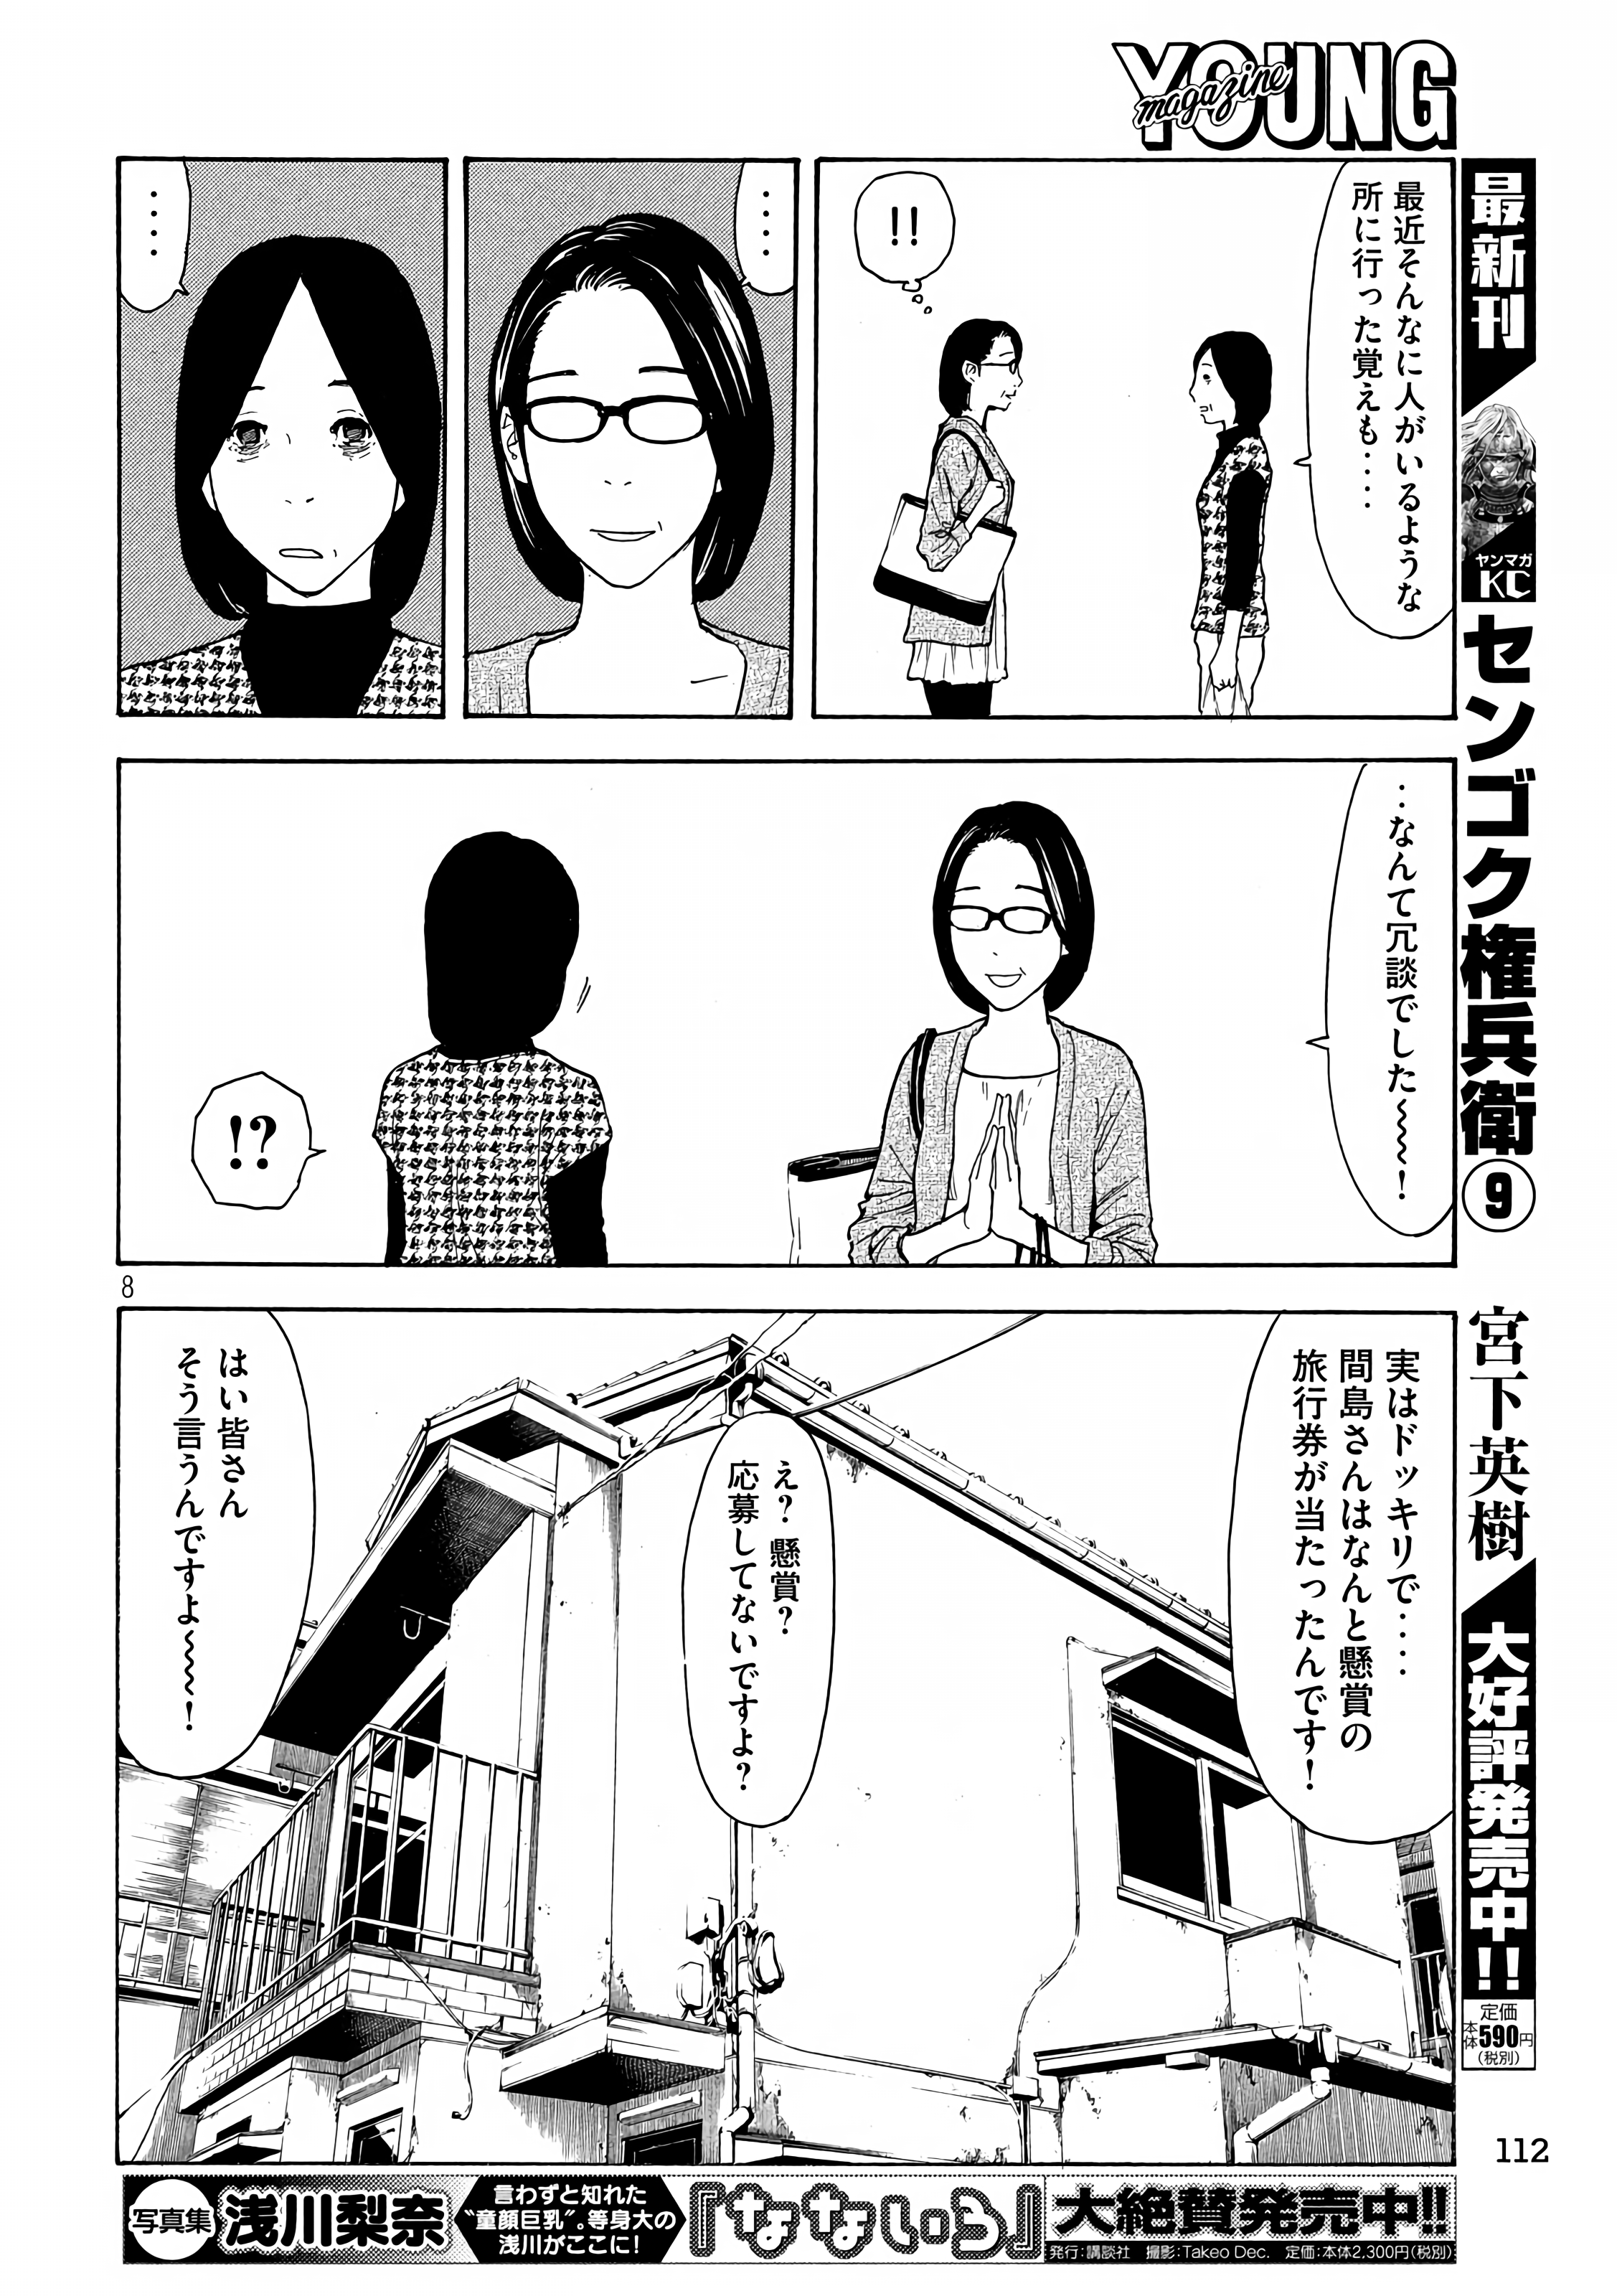 YOUNG
magazine
最近そんなに人がいるような
所に行った覚えも‥‥
!!
‥‥
‥‥
‥なんて冗談でした〜〜〜!
!?
8
実はドッキリで‥‥
間島さんはなんと懸賞の
旅行券が当たったんです!
え? 懸賞?
応募してないですよ?
はい皆さん
そう言うんですよ〜〜〜!
最新刊
ヤンマガ
KC
センゴク権兵衛⑨
宮下英樹
大好評発売中!!
定価
本体590円
(税別)
112
写真集
浅川梨奈
言わずと知れた
“童顔巨乳”。等身大の
浅川がここに!
『なないろ』
大絶賛発売中!!
発行:講談社 撮影:Takeo Dec. 定価:本体2,300円(税別)